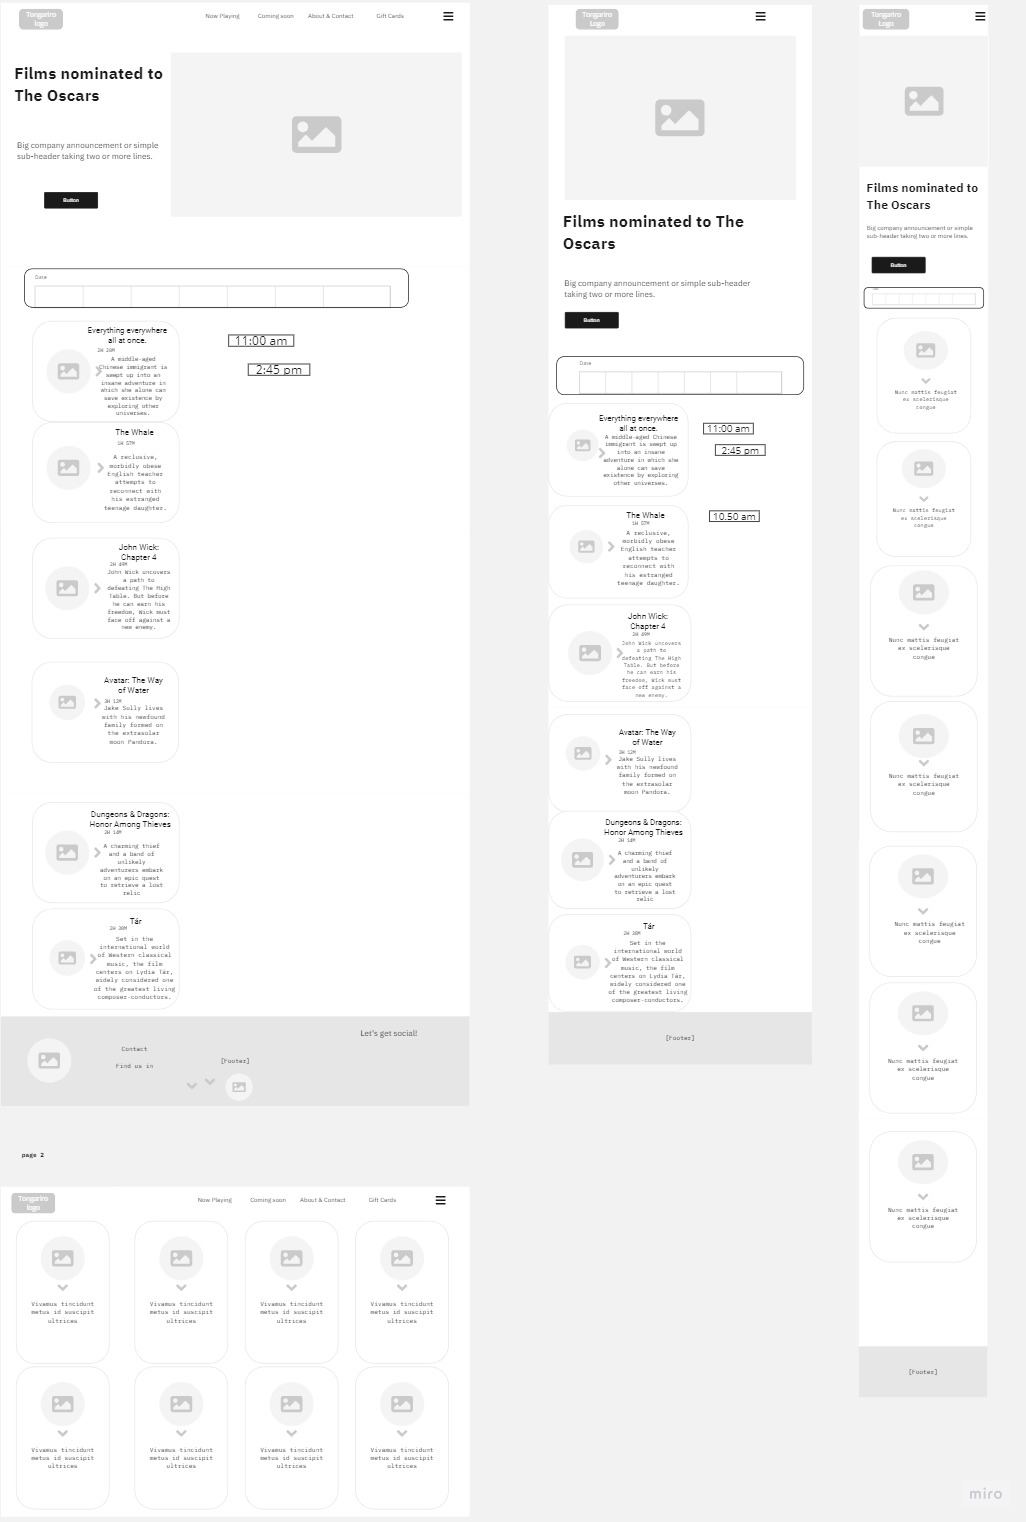 Tongariro
logo
Now Playing
Coming soon
About & Contact
Gift Cards
Films nominated to
The Oscars
Big company announcement or simple
sub-header taking two or more lines.
Button
Date
Everything everywhere
all at once.
2H 20M
A middle-aged
Chinese immigrant is
swept up into an
insane adventure in
which she alone can
save existence by
exploring other
universes.
11:00 am
2:45 pm
The Whale
1H 57M
A reclusive,
morbidly obese
English teacher
attempts to
reconnect with
his estranged
teenage daughter.
John Wick:
Chapter 4
2H 49M
John Wick uncovers
a path to
defeating The High
Table. But before
he can earn his
freedom, Wick must
face off against a
new enemy.
Avatar: The Way
of Water
3H 12M
Jake Sully lives
with his newfound
family formed on
the extrasolar
moon Pandora.
Dungeons & Dragons:
Honor Among Thieves
2H 14M
A charming thief
and a band of
unlikely
adventurers embark
on an epic quest
to retrieve a lost
relic
Tár
2H 38M
Set in the
international world
of Western classical
music, the film
centers on Lydia Tár,
widely considered one
of the greatest living
composer-conductors.
Let's get social!
Contact
Find us in
[Footer]
page 2
Tongariro
logo
Now Playing
Coming soon
About & Contact
Gift Cards
Vivamus tincidunt
metus id suscipit
ultrices
Vivamus tincidunt
metus id suscipit
ultrices
Vivamus tincidunt
metus id suscipit
ultrices
Vivamus tincidunt
metus id suscipit
ultrices
Vivamus tincidunt
metus id suscipit
ultrices
Vivamus tincidunt
metus id suscipit
ultrices
Vivamus tincidunt
metus id suscipit
ultrices
Vivamus tincidunt
metus id suscipit
ultrices
Tongariro
Logo
Films nominated to The
Oscars
Big company announcement or simple sub-header
taking two or more lines.
Button
Date
Everything everywhere
all at once.
A middle-aged Chinese
immigrant is swept up
into an insane
adventure in which she
alone can save
existence by exploring
other universes.
11:00 am
2:45 pm
The Whale
1H 57M
A reclusive,
morbidly obese
English teacher
attempts to
reconnect with
his estranged
teenage daughter.
10.50 am
John Wick:
Chapter 4
2H 49M
John Wick uncovers
a path to
defeating The High
Table. But before
he can earn his
freedom, Wick must
face off against a
new enemy.
Avatar: The Way
of Water
3H 12M
Jake Sully lives
with his newfound
family formed on
the extrasolar
moon Pandora.
Dungeons & Dragons:
Honor Among Thieves
2H 14M
A charming thief
and a band of
unlikely
adventurers embark
on an epic quest
to retrieve a lost
relic
Tár
2H 38M
Set in the
international world
of Western classical
music, the film
centers on Lydia Tár,
widely considered one
of the greatest living
composer-conductors.
[Footer]
Tongariro
Logo
Films nominated to
The Oscars
Big company announcement or simple
sub-header taking two or more lines.
Button
Nunc mattis feugiat
ex scelerisque
congue
Nunc mattis feugiat
ex scelerisque
congue
Nunc mattis feugiat
ex scelerisque
congue
Nunc mattis feugiat
ex scelerisque
congue
Nunc mattis feugiat
ex scelerisque
congue
Nunc mattis feugiat
ex scelerisque
congue
Nunc mattis feugiat
ex scelerisque
congue
[Footer]
miro